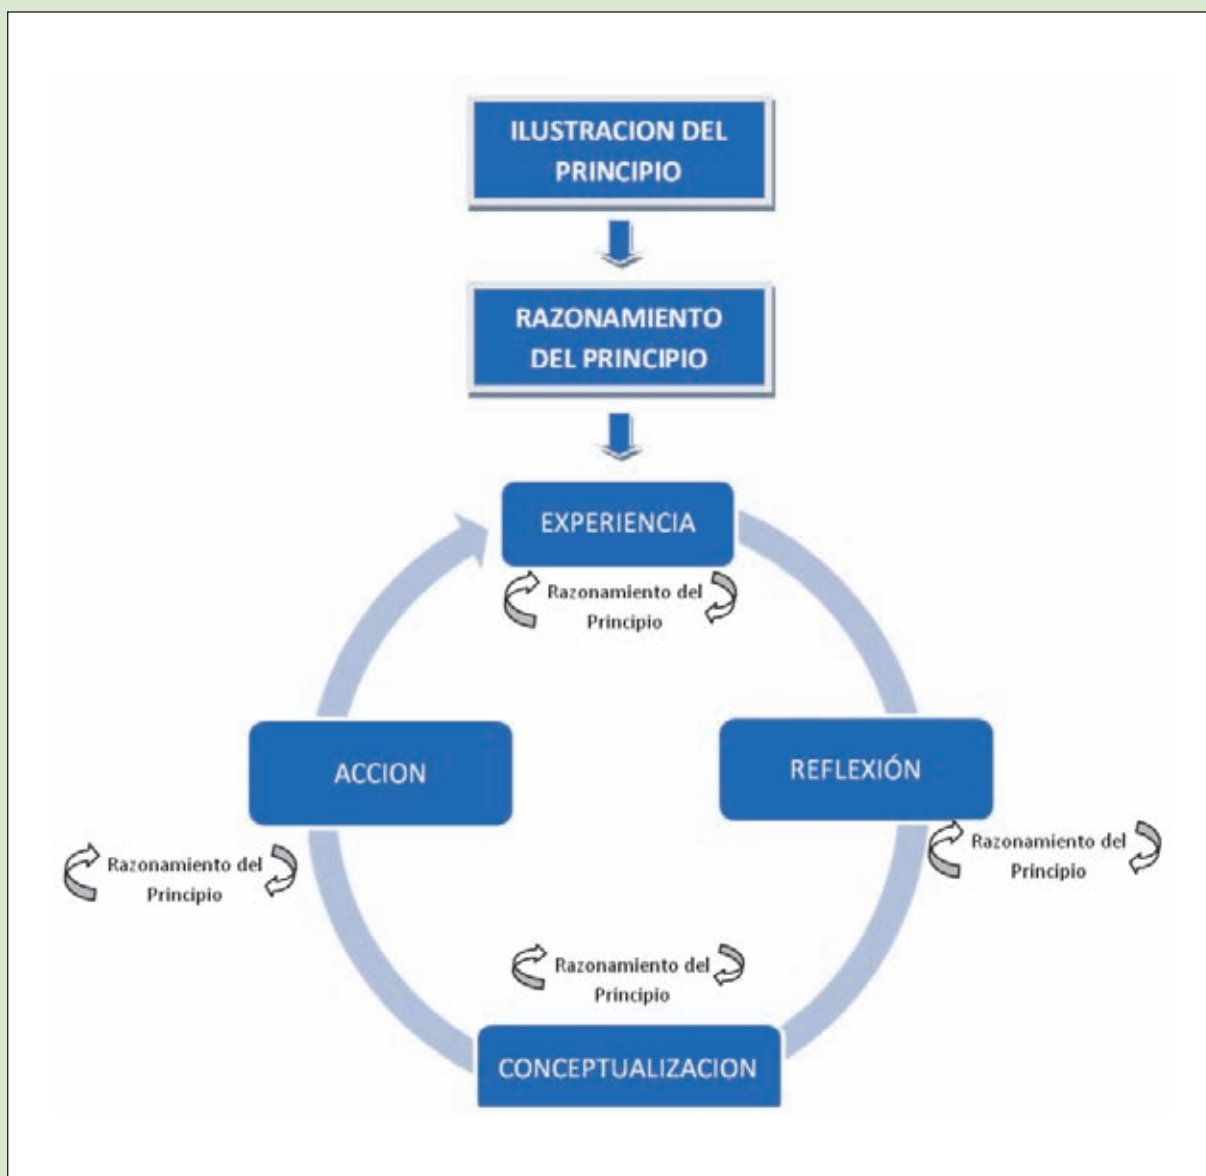 ILUSTRACION DEL
PRINCIPIO
RAZONAMIENTO
DEL PRINCIPIO
EXPERIENCIA
Razonamiento del
Principio
ACCION
REFLEXIÓN
Razonamiento del
Principio
Razonamiento del
Principio
Razonamiento del
Principio
CONCEPTUALIZACION